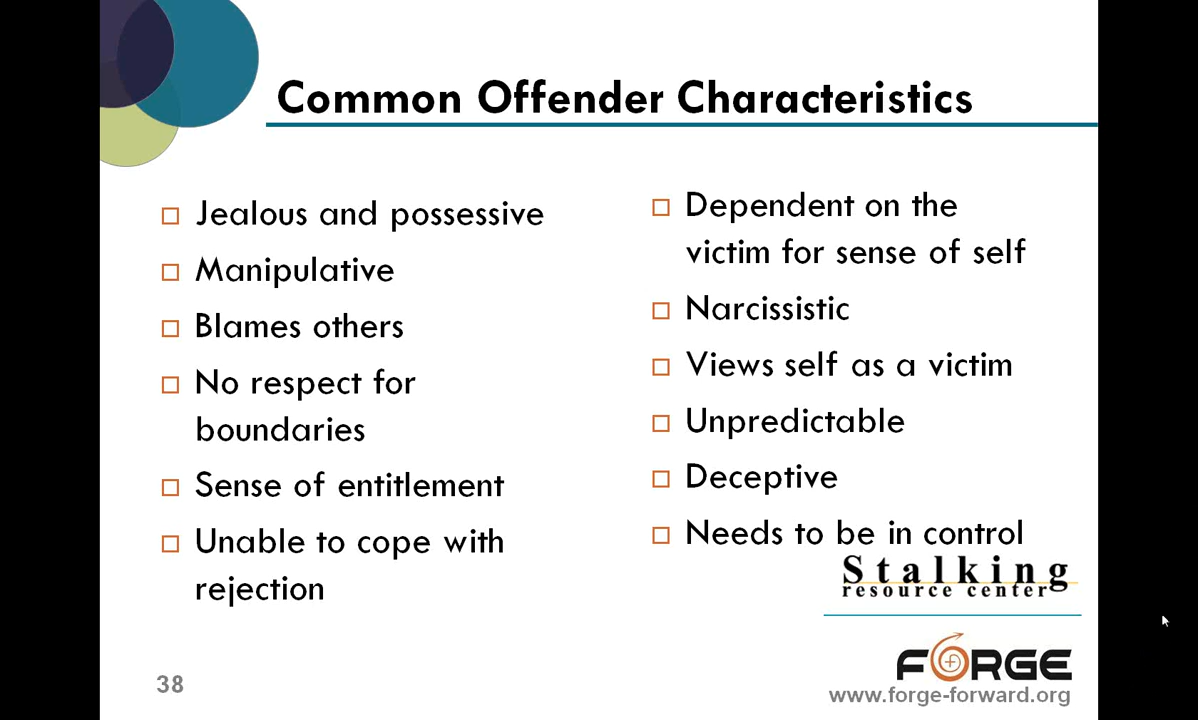 Common Offender Characteristics
Jealous and possessive
Manipulative
Blames others
No respect for
boundaries
Sense of entitlement
Unable to cope with
rejection
Dependent on the
victim for sense of self
Narcissistic
Views self as a victim
Unpredictable
Deceptive
Needs to be in control
Stalking
resource center
FORGE
www.forge-forward.org
38